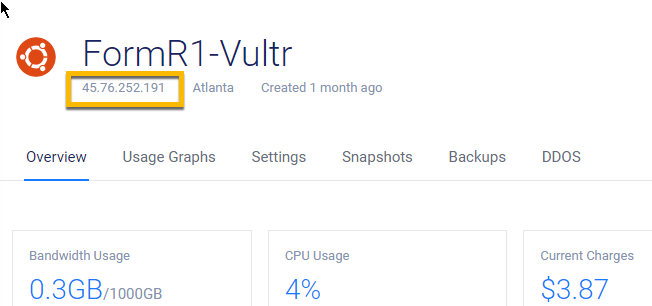 FormR1-Vultr
45.76.252.191 Atlanta Created 1 month ago
Overview Usage Graphs Settings Snapshots Backups DDOS
Bandwidth Usage CPU Usage Current Charges
0.3GB/1000GB 4% $3.87